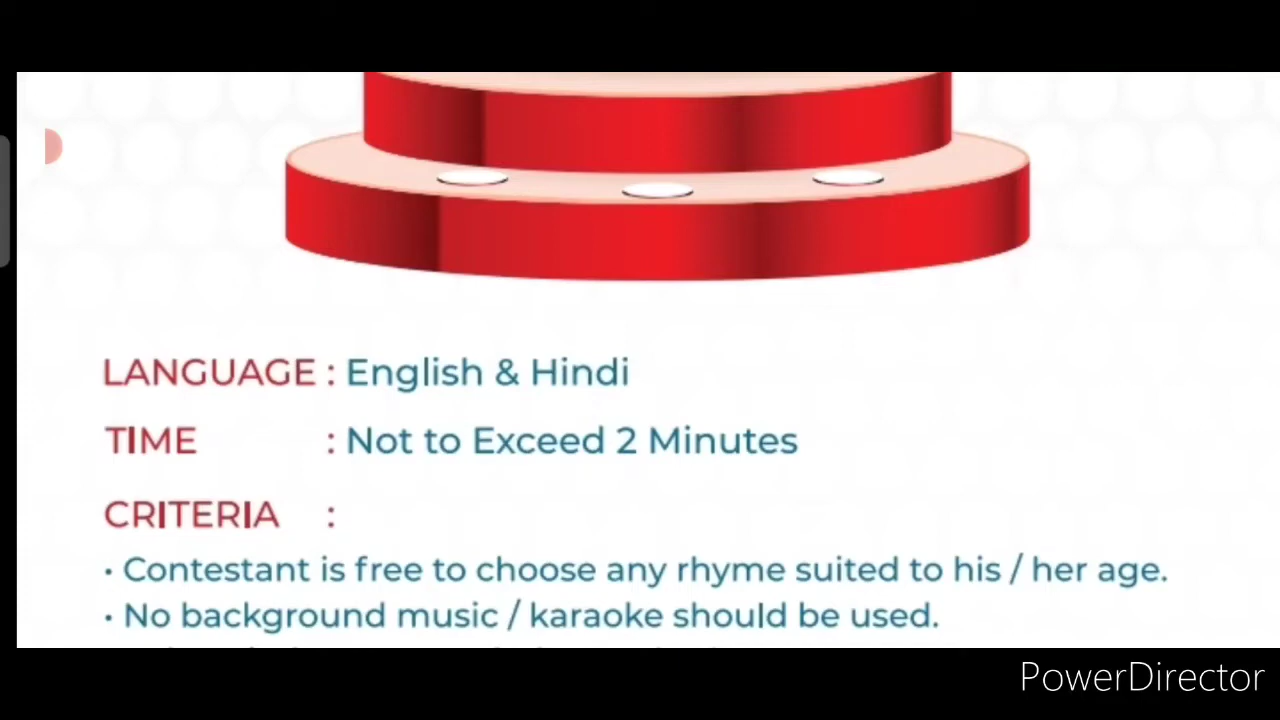 LANGUAGE : English & Hindi
TIME : Not to Exceed 2 Minutes
CRITERIA :
• Contestant is free to choose any rhyme suited to his / her age.
• No background music / karaoke should be used.
PowerDirector